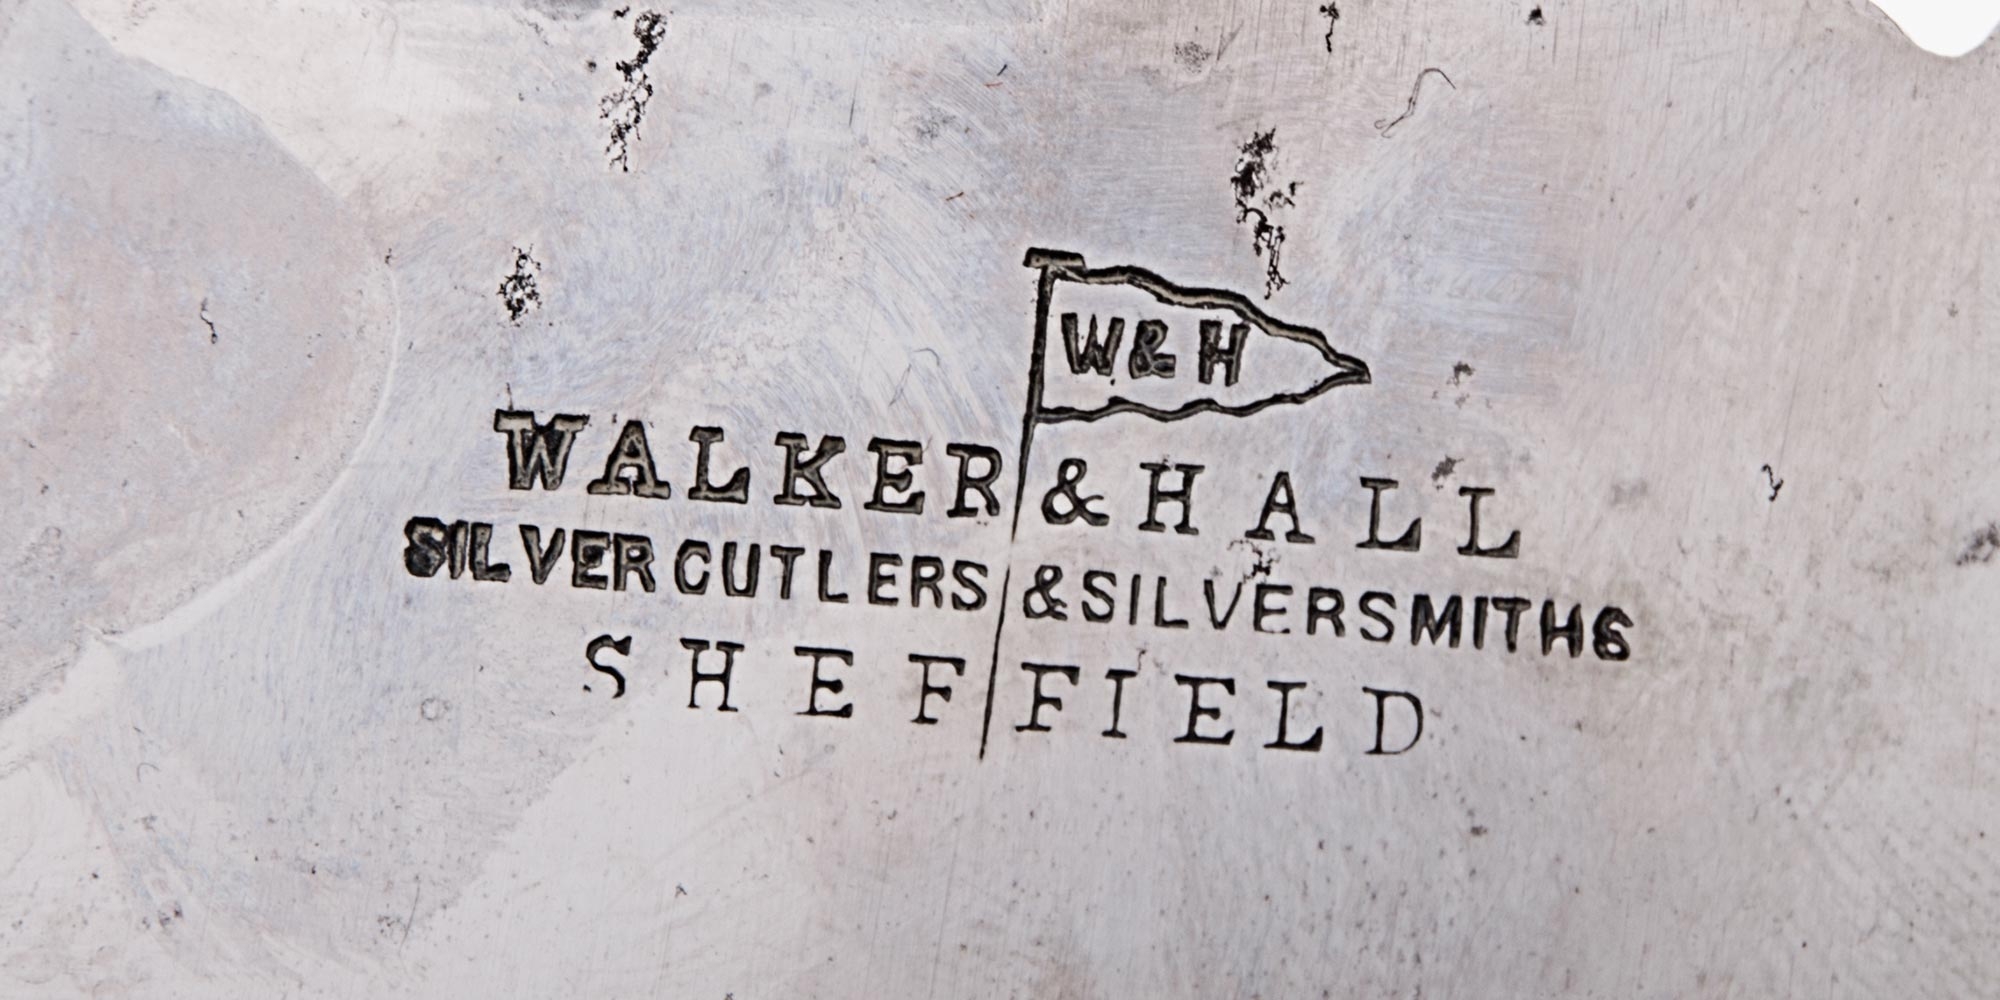 W & H
WALKER & HALL
SILVER CUTLERS & SILVERSMITHS
SHEFFIELD